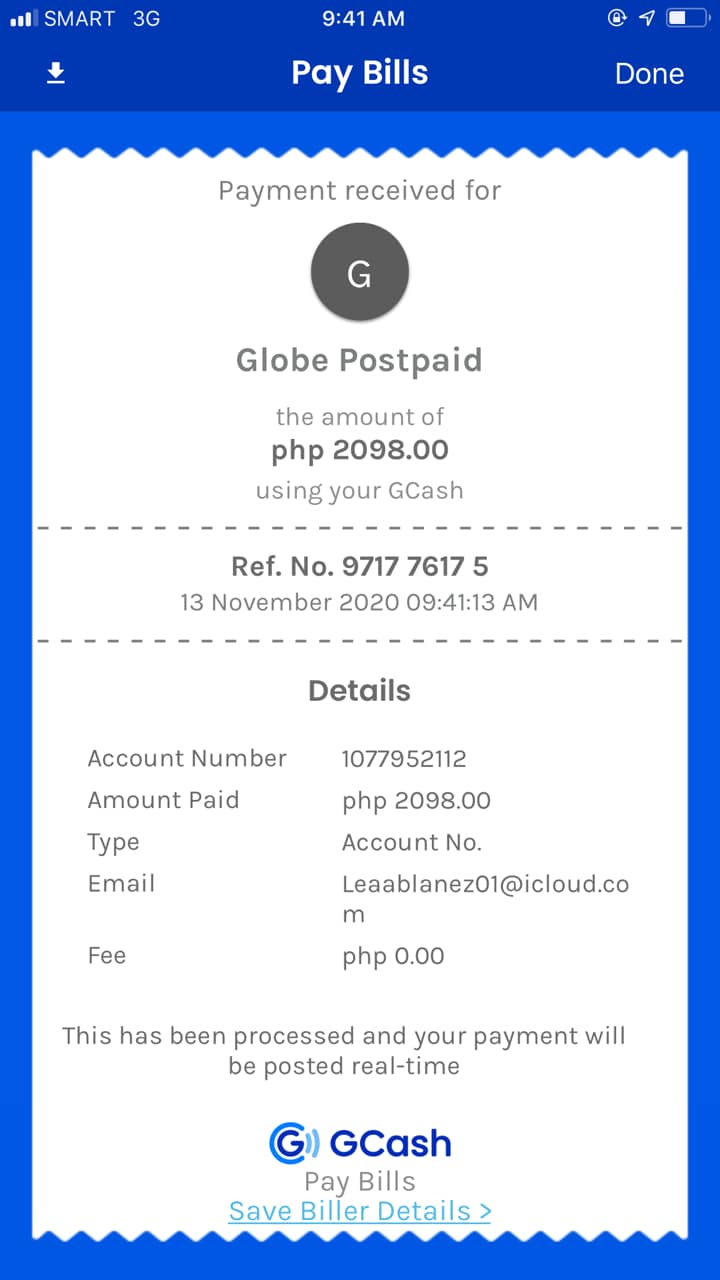 SMART 3G 9:41 AM
Pay Bills Done
Payment received for
G
Globe Postpaid
the amount of
php 2098.00
using your GCash
Ref. No. 9717 7617 5
13 November 2020 09:41:13 AM
Details
Account Number 1077952112
Amount Paid php 2098.00
Type Account No.
Email Leaablanez01@icloud.co
m
Fee php 0.00
This has been processed and your payment will
be posted real-time
G GCash
Pay Bills
Save Biller Details >